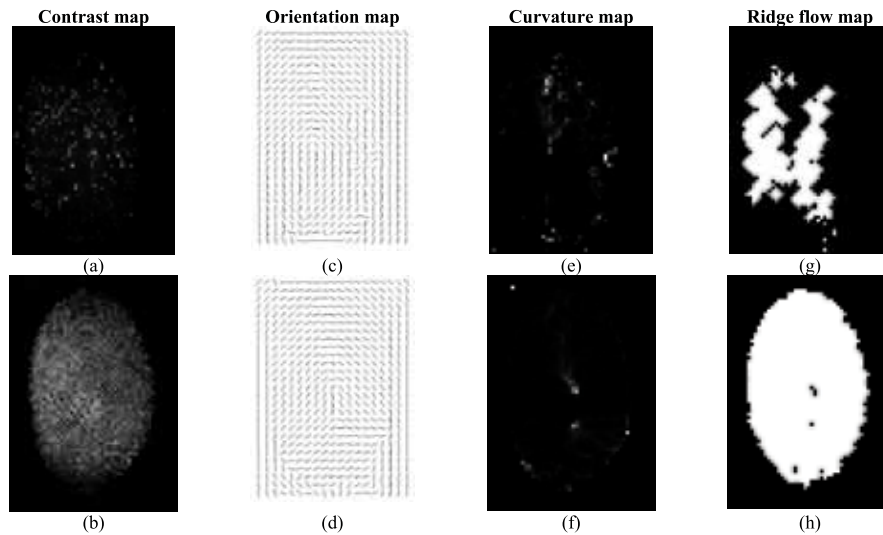 Contrast map Orientation map Curvature map Ridge flow map
(a) (c) (e) (g)
(b) (d) (f) (h)